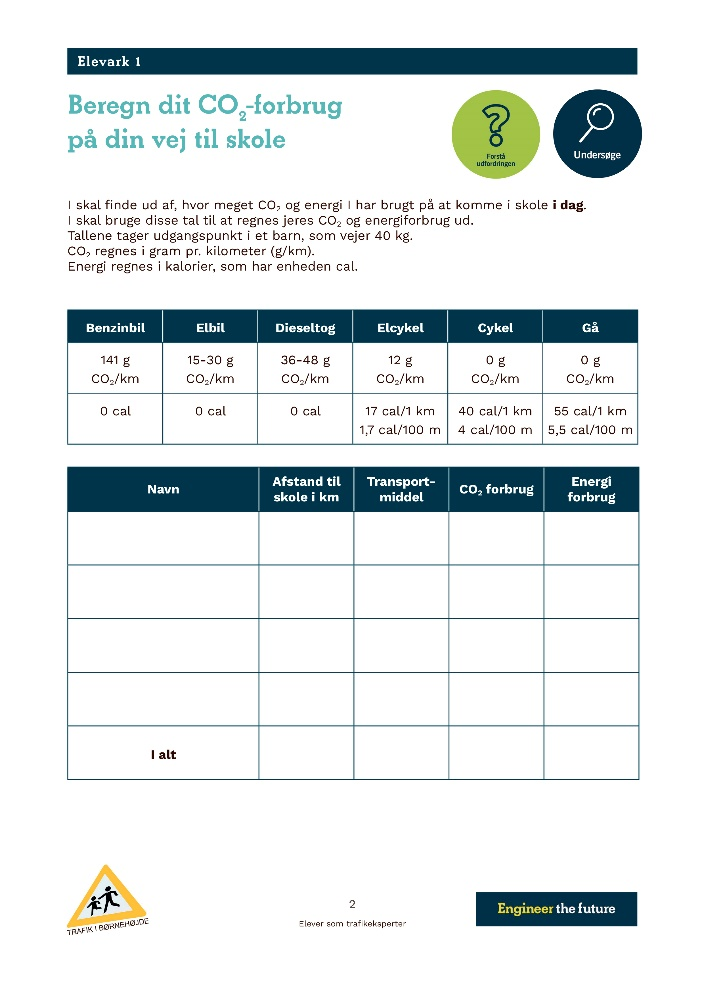 Elevark 1
Beregn dit CO₂-forbrug
på din vej til skole
Forstå
udfordringen
Undersøge
I skal finde ud af, hvor meget CO₂ og energi I har brugt på at komme i skole i dag.
I skal bruge disse tal til at regnes jeres CO₂ og energiforbrug ud.
Tallene tager udgangspunkt i et barn, som vejer 40 kg.
CO₂ regnes i gram pr. kilometer (g/km).
Energi regnes i kalorier, som har enheden cal.
Benzinbil Elbil Dieseltog Elcykel Cykel Gå
141 g 15-30 g 36-48 g 12 g 0 g 0 g
CO₂/km CO₂/km CO₂/km CO₂/km CO₂/km CO₂/km
0 cal 0 cal 0 cal 17 cal/1 km 40 cal/1 km 55 cal/1 km
1,7 cal/100 m 4 cal/100 m 5,5 cal/100 m
Navn Afstand til skole i km Transport-middel CO₂ forbrug Energi forbrug
I alt
TRAFIK I BØRNEHØJDE
2
Elever som trafikeksperter
Engineer the future